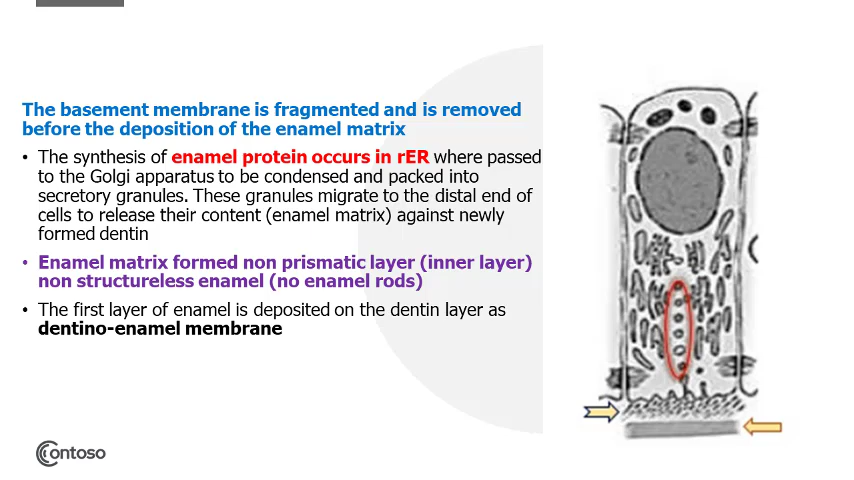 The basement membrane is fragmented and is removed
before the deposition of the enamel matrix
• The synthesis of enamel protein occurs in rER where passed
to the Golgi apparatus to be condensed and packed into
secretory granules. These granules migrate to the distal end of
cells to release their content (enamel matrix) against newly
formed dentin
• Enamel matrix formed non prismatic layer (inner layer)
non structureless enamel (no enamel rods)
• The first layer of enamel is deposited on the dentin layer as
dentino-enamel membrane
Contoso